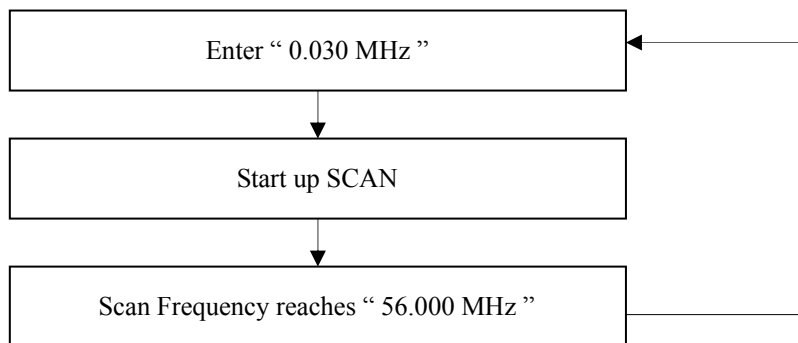 Enter “ 0.030 MHz ”
Start up SCAN
Scan Frequency reaches “ 56.000 MHz ”